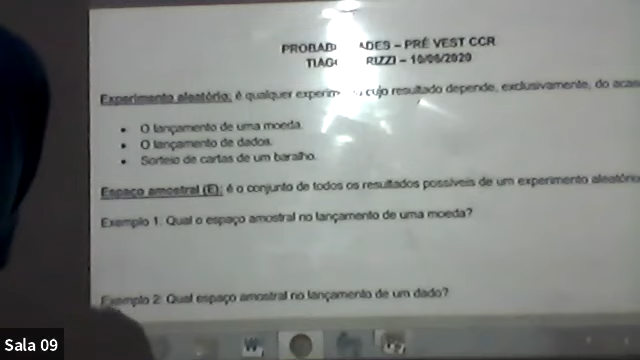 PROBAB ADES – PRÉ VEST CCR
TIAG RIZZI – 10/06/2020
Experimento aleatório: é qualquer experim cujo resultado depende, exclusivamente, do acas
• O lançamento de uma moeda.
• O lançamento de dados.
• Sorteio de cartas de um baralho.
Espaço amostral (E): é o conjunto de todos os resultados possíveis de um experimento aleatório
Exemplo 1: Qual o espaço amostral no lançamento de uma moeda?
Exemplo 2: Qual espaço amostral no lançamento de um dado?
Sala 09